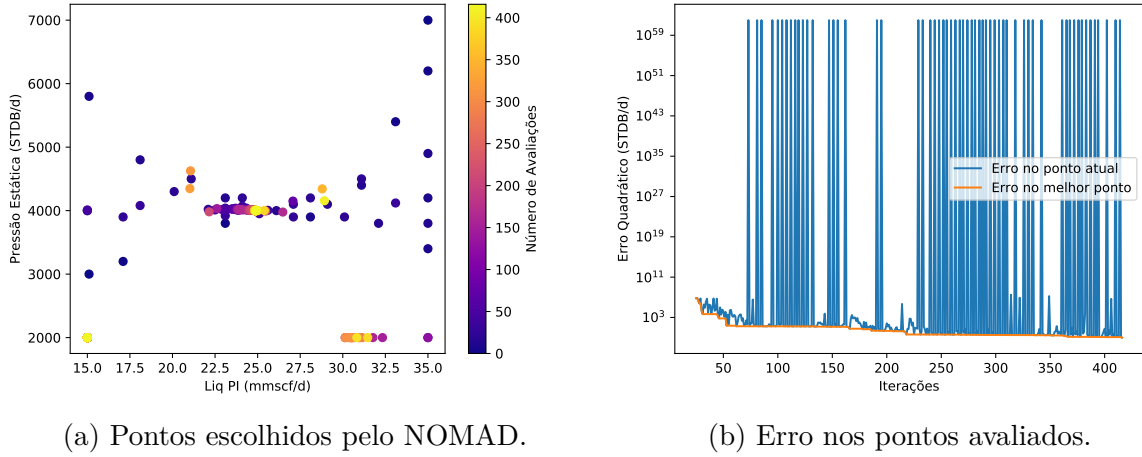 7000
6000
5000
4000
3000
2000
Pressão Estática (STDB/d)
15.0 17.5 20.0 22.5 25.0 27.5 30.0 32.5 35.0
Liq PI (mmscf/d)
400
350
300
250
200
150
100
50
0
Número de Avaliações
(a) Pontos escolhidos pelo NOMAD.
10^59
10^51
10^43
10^35
10^27
10^19
10^11
10^3
Erro Quadrático (STDB/d)
Erro no ponto atual
Erro no melhor ponto
50 100 150 200 250 300 350 400
Iterações
(b) Erro nos pontos avaliados.